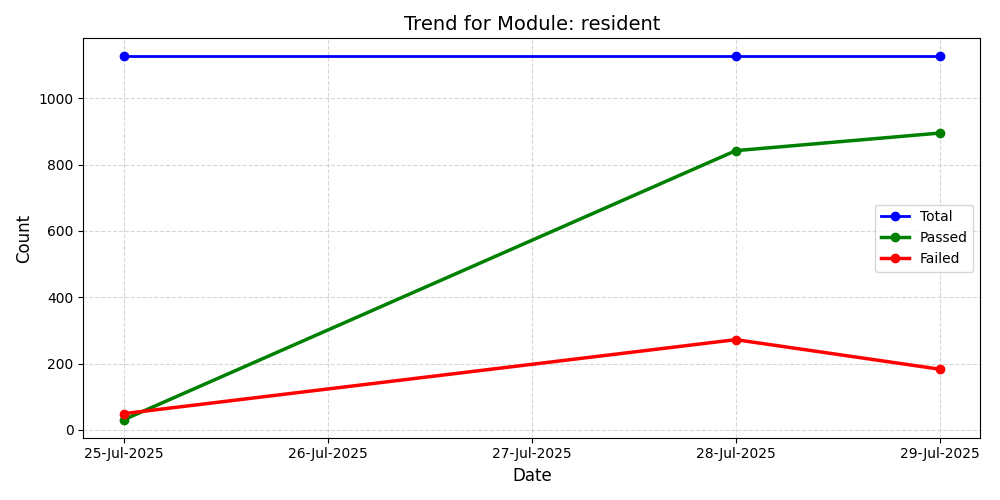 Trend for Module: resident
Count
1000
800
600
400
200
0
Total
Passed
Failed
25-Jul-2025 26-Jul-2025 27-Jul-2025 28-Jul-2025 29-Jul-2025
Date